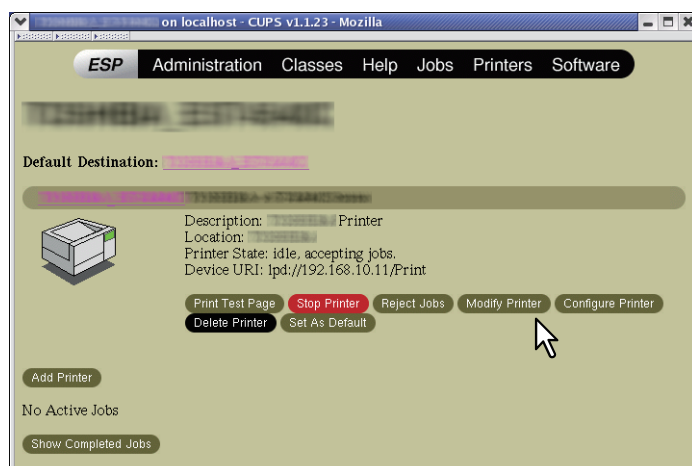 on localhost - CUPS v1.1.23 - Mozilla
ESP Administration Classes Help Jobs Printers Software
Default Destination:
Description: Printer
Location:
Printer State: idle, accepting jobs.
Device URI: lpd://192.168.10.11/Print
Print Test Page Stop Printer Reject Jobs Modify Printer Configure Printer
Delete Printer Set As Default
Add Printer
No Active Jobs
Show Completed Jobs